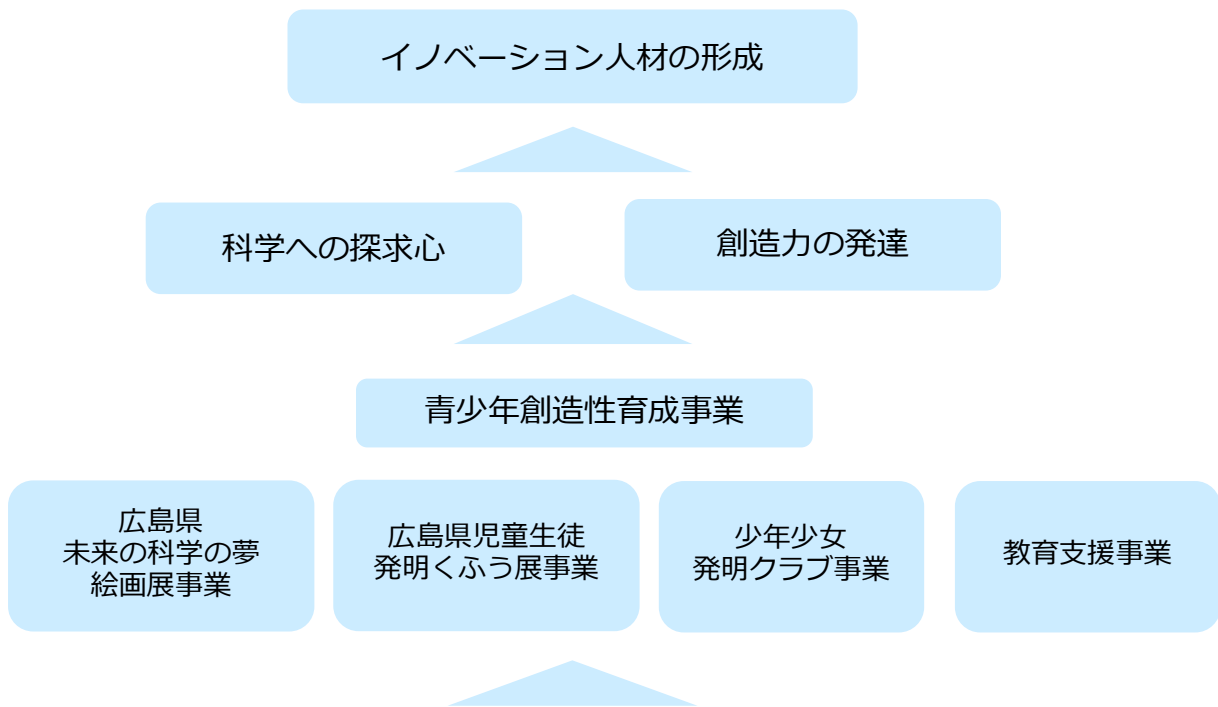 イノベーション人材の形成
科学への探求心
創造力の発達
青少年創造性育成事業
広島県
未来の科学の夢
絵画展事業
広島県児童生徒
発明くふう展事業
少年少女
発明クラブ事業
教育支援事業